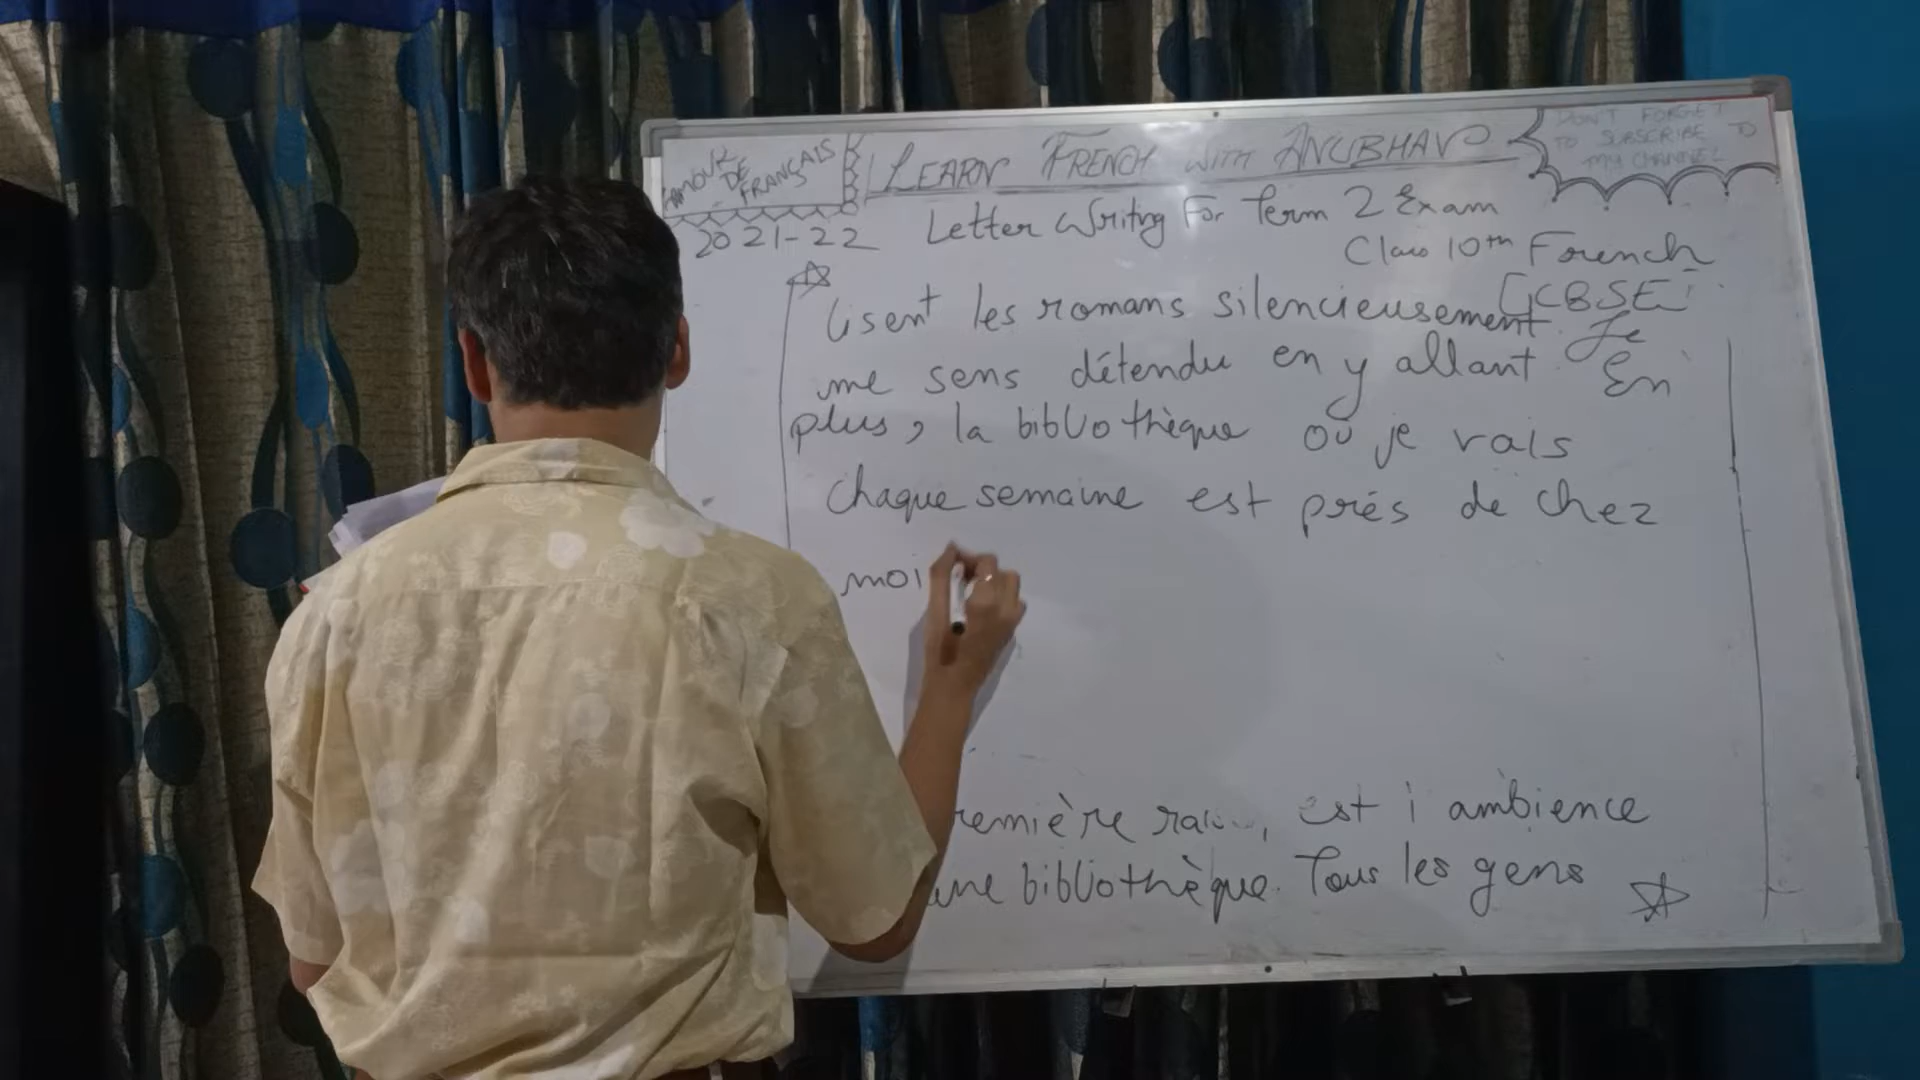 AMOUR
DE
FRANÇAIS
LEARN FRENCH WITH ANUBHAV
DON'T FORGET
TO SUBSCRIBE TO
MY CHANNEL
2021-22 Letter Writing For Term 2 Exam
Class 10th French
[CBSE]
lisent les romans silencieusement. Je
me sens détendu en y allant. En
plus, la bibliothèque où je vais
chaque semaine est près de chez
moi
remière est ambience
une bibliothèque. Tous les gens